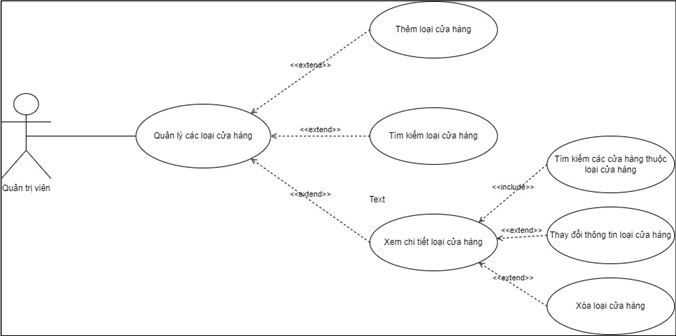 Thêm loại cửa hàng
<<extend>>
Quản lý các loại cửa hàng
<<extend>>
Tìm kiếm loại cửa hàng
Tìm kiếm các cửa hàng thuộc
loại cửa hàng
Quản trị viên
<<extend>>
Text
<<include>>
Xem chi tiết loại cửa hàng
<<extend>>
Thay đổi thông tin loại cửa hàng
<<extend>>
Xóa loại cửa hàng